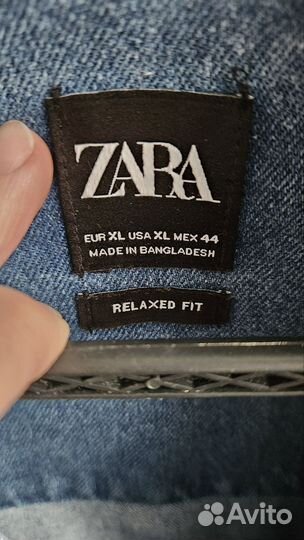 ZARA
EUR XL USA XL MEX 44
MADE IN BANGLADESH
RELAXED FIT
Avito